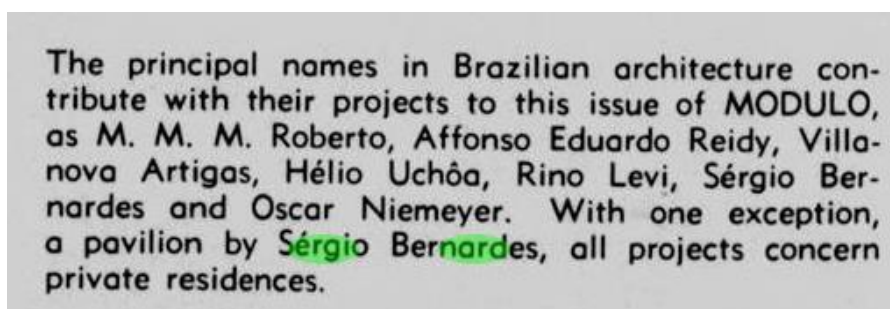 The principal names in Brazilian architecture con-
tribute with their projects to this issue of MODULO,
as M. M. M. Roberto, Affonso Eduardo Reidy, Villa-
nova Artigas, Hélio Uchôa, Rino Levi, Sérgio Ber-
nardes and Oscar Niemeyer. With one exception,
a pavilion by Sérgio Bernardes, all projects concern
private residences.